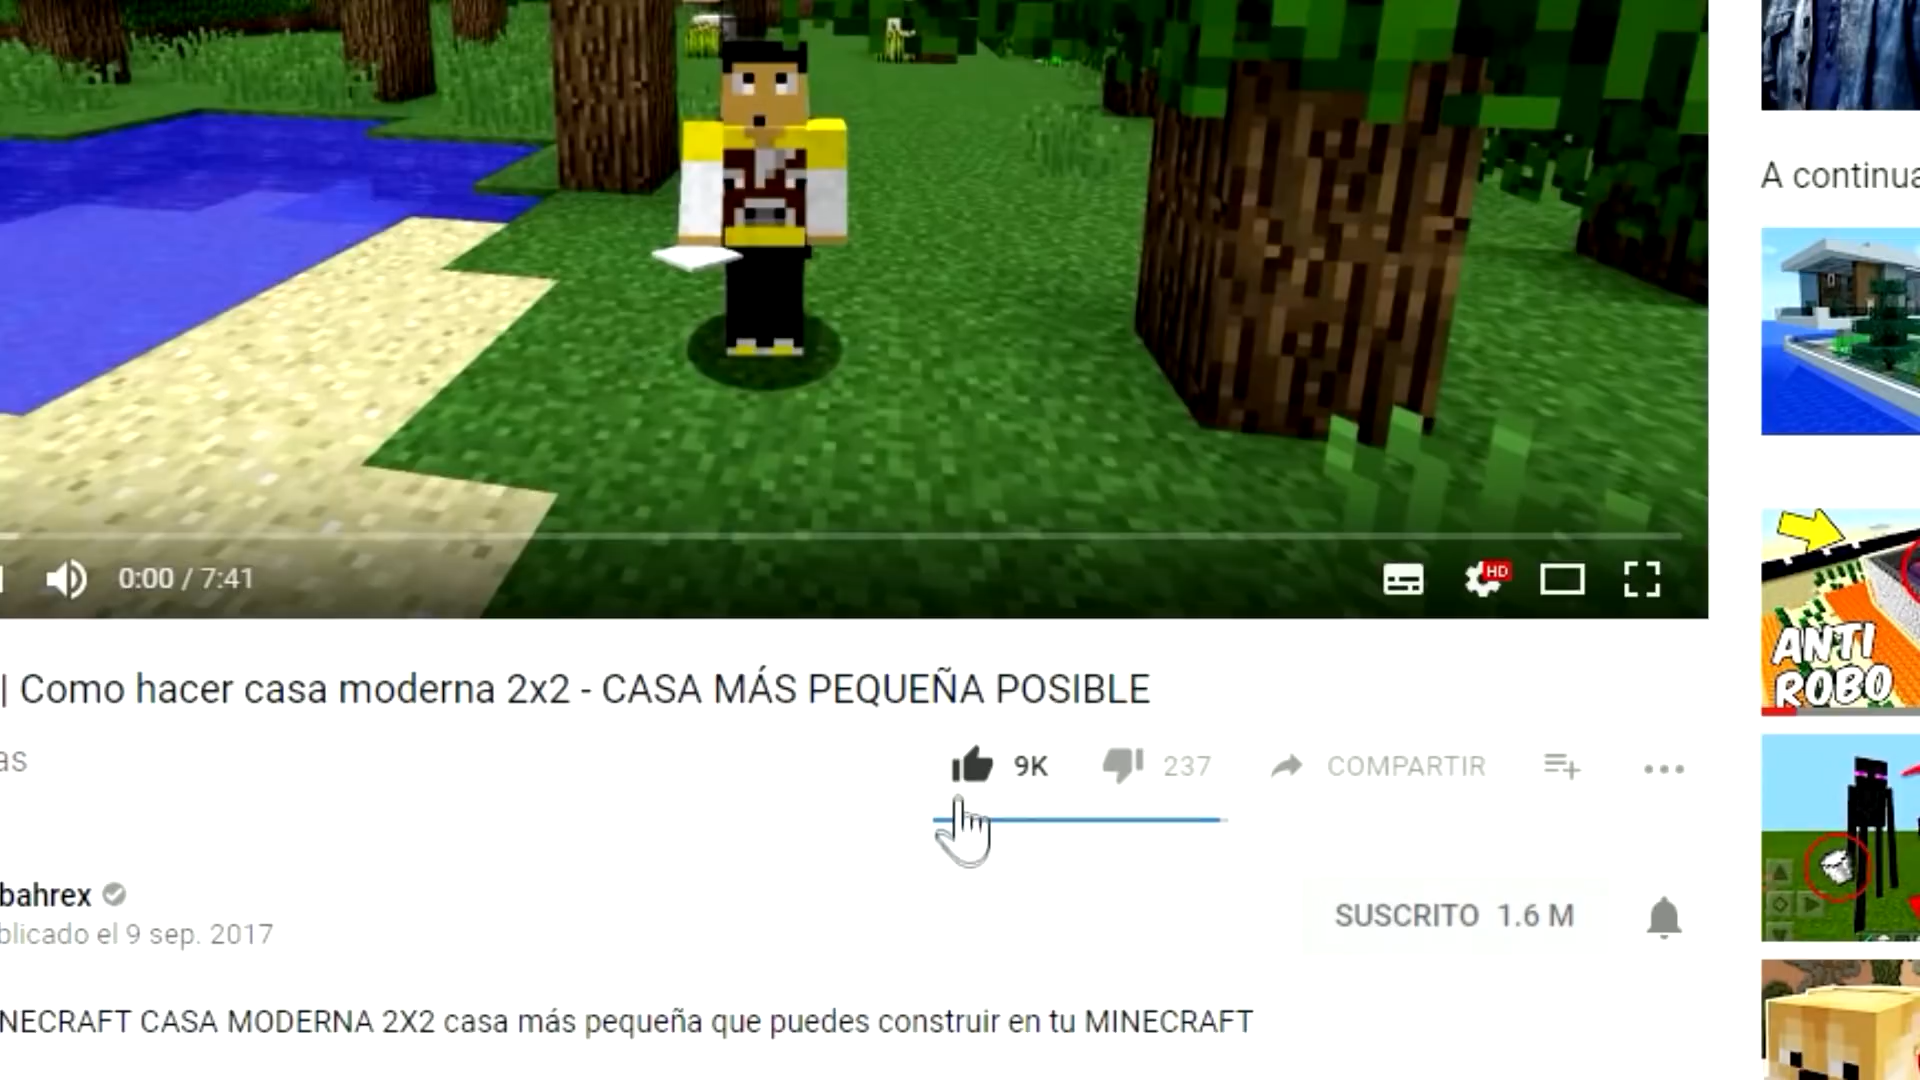 A continua
0:00 / 7:41
HD
ANTI
ROBO
| Como hacer casa moderna 2x2 - CASA MÁS PEQUEÑA POSIBLE
as
9K
237
COMPARTIR
bahrex
blicado el 9 sep. 2017
SUSCRITO 1.6 M
NECRAFT CASA MODERNA 2X2 casa más pequeña que puedes construir en tu MINECRAFT